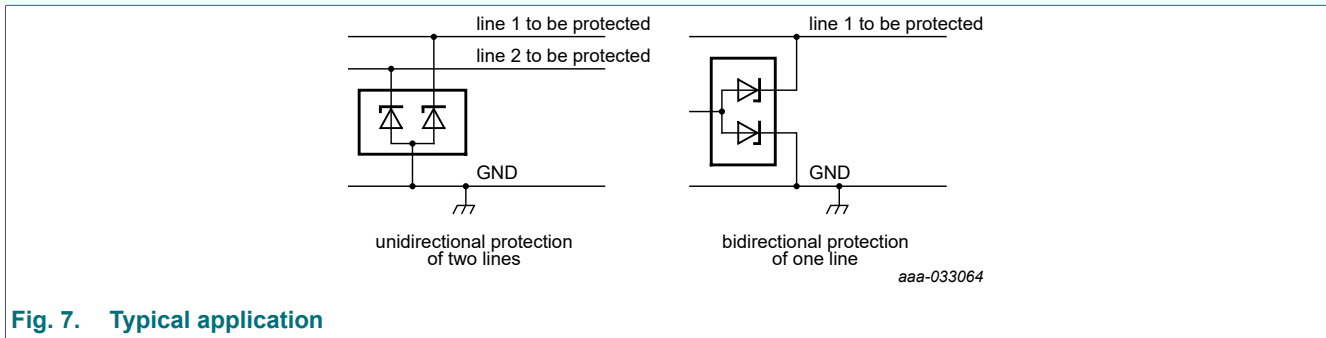 line 1 to be protected
line 2 to be protected
GND
unidirectional protection
of two lines
line 1 to be protected
GND
bidirectional protection
of one line
aaa-033064
Fig. 7. Typical application